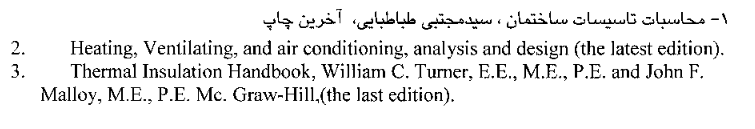 ۱- محاسبات تاسیسات ساختمان ، سیدمجتبی طباطبایی، آخرین چاپ
2. Heating, Ventilating, and air conditioning, analysis and design (the latest edition).
3. Thermal Insulation Handbook, William C. Turner, E.E., M.E., P.E. and John F.
Malloy, M.E., P.E. Mc. Graw-Hill,(the last edition).